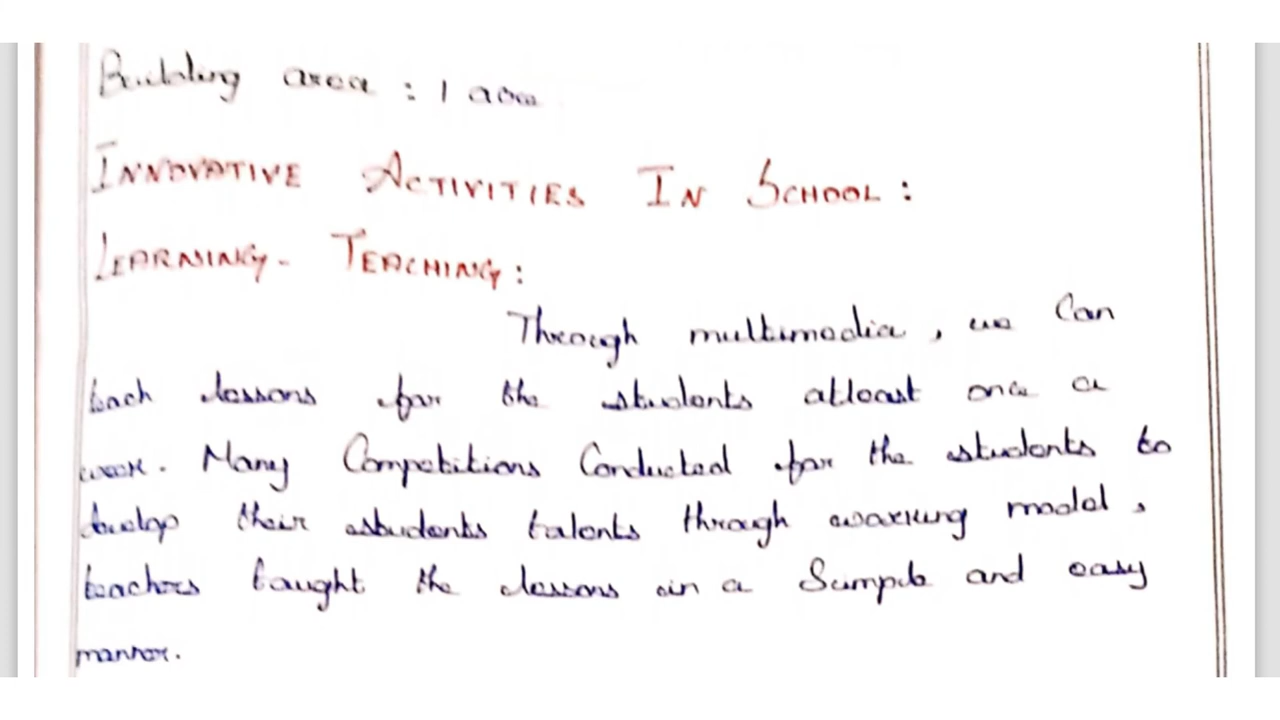 Building area : 1 acre
INNOVATIVE ACTIVITIES IN SCHOOL :
LEARNING - TEACHING :
Through multimedia , we Can
teach lessons for the students atleast once a
week. Many Competitions Conducted for the students to
develop their students talents through working model ,
teachers taught the lessons in a Simple and easy
manner.